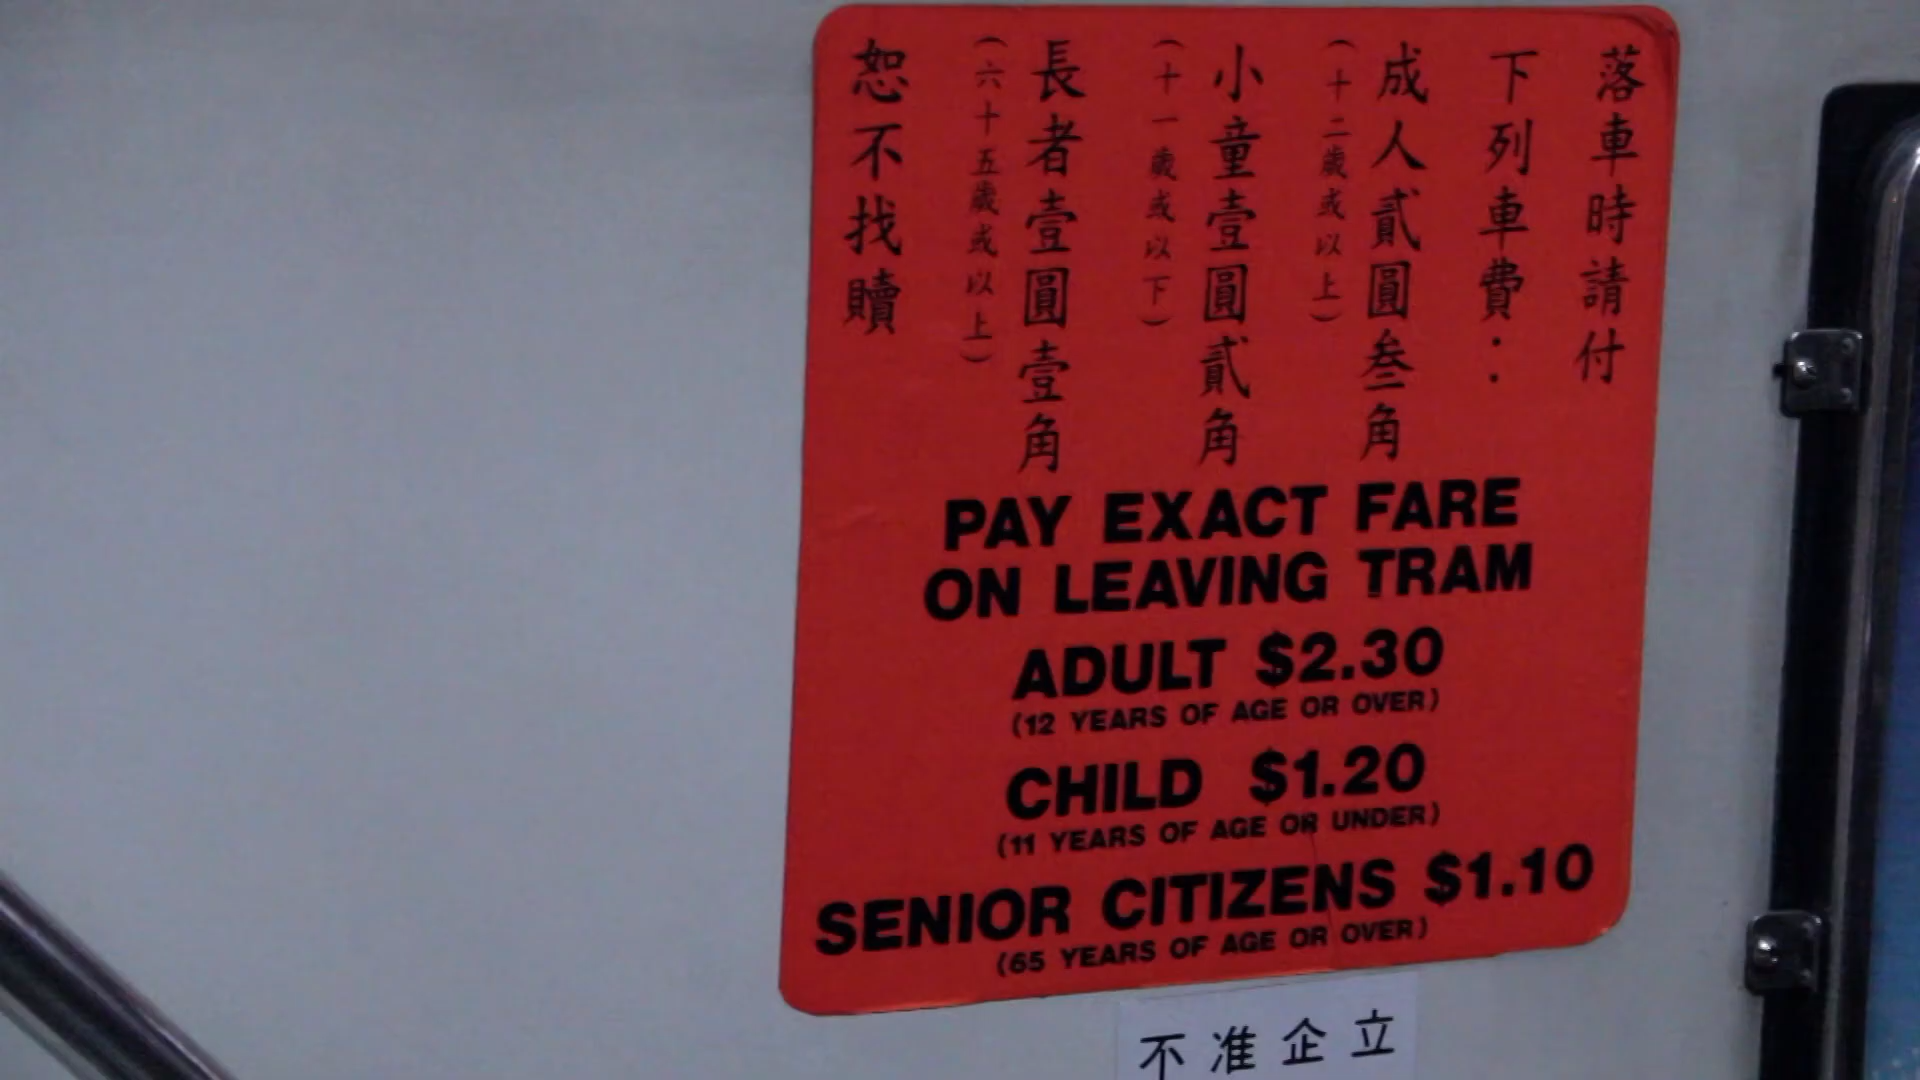 落車時請付
下列車費：
成人貳圓叁角
（十二歲或以上）
小童壹圓貳角
（十一歲或以下）
長者壹圓壹角
（六十五歲或以上）
恕不找贖
PAY EXACT FARE
ON LEAVING TRAM
ADULT $2.30
(12 YEARS OF AGE OR OVER)
CHILD $1.20
(11 YEARS OF AGE OR UNDER)
SENIOR CITIZENS $1.10
(65 YEARS OF AGE OR OVER)
不准企立